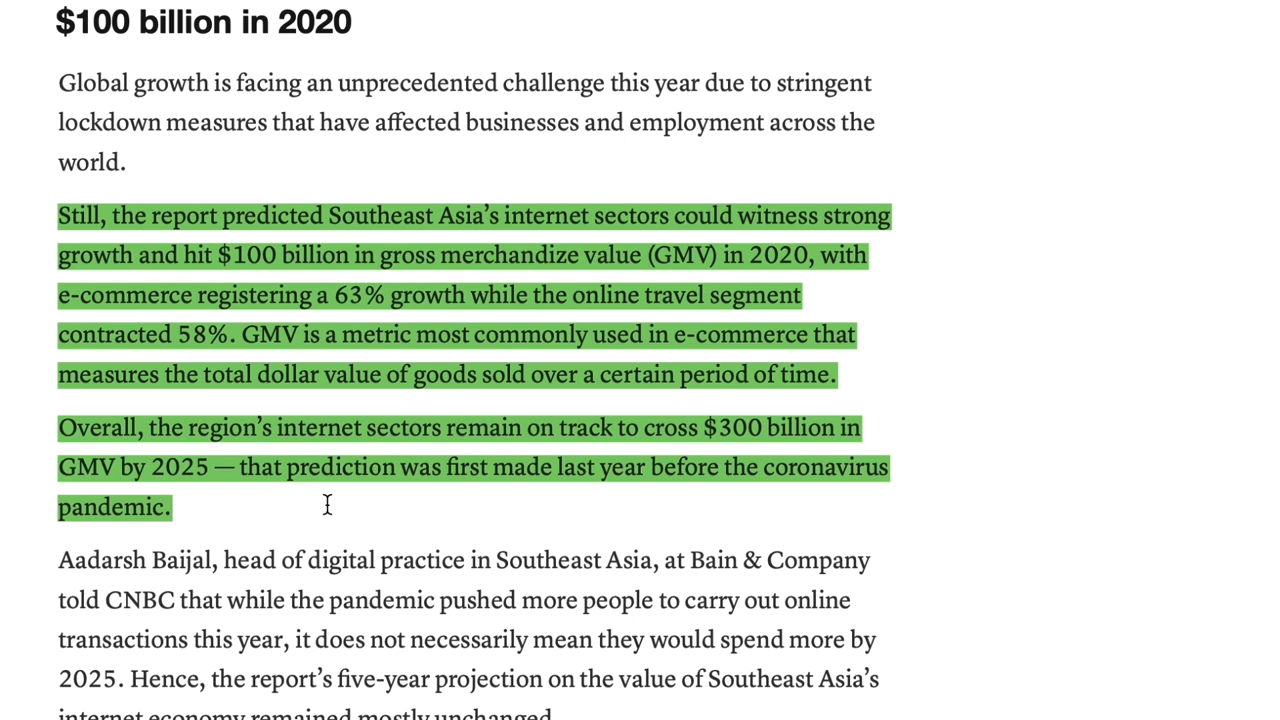 $100 billion in 2020
Global growth is facing an unprecedented challenge this year due to stringent
lockdown measures that have affected businesses and employment across the
world.
Still, the report predicted Southeast Asia’s internet sectors could witness strong
growth and hit $100 billion in gross merchandize value (GMV) in 2020, with
e-commerce registering a 63% growth while the online travel segment
contracted 58%. GMV is a metric most commonly used in e-commerce that
measures the total dollar value of goods sold over a certain period of time.
Overall, the region’s internet sectors remain on track to cross $300 billion in
GMV by 2025 — that prediction was first made last year before the coronavirus
pandemic.
Aadarsh Baijal, head of digital practice in Southeast Asia, at Bain & Company
told CNBC that while the pandemic pushed more people to carry out online
transactions this year, it does not necessarily mean they would spend more by
2025. Hence, the report’s five-year projection on the value of Southeast Asia’s
internet economy remained mostly unchanged.